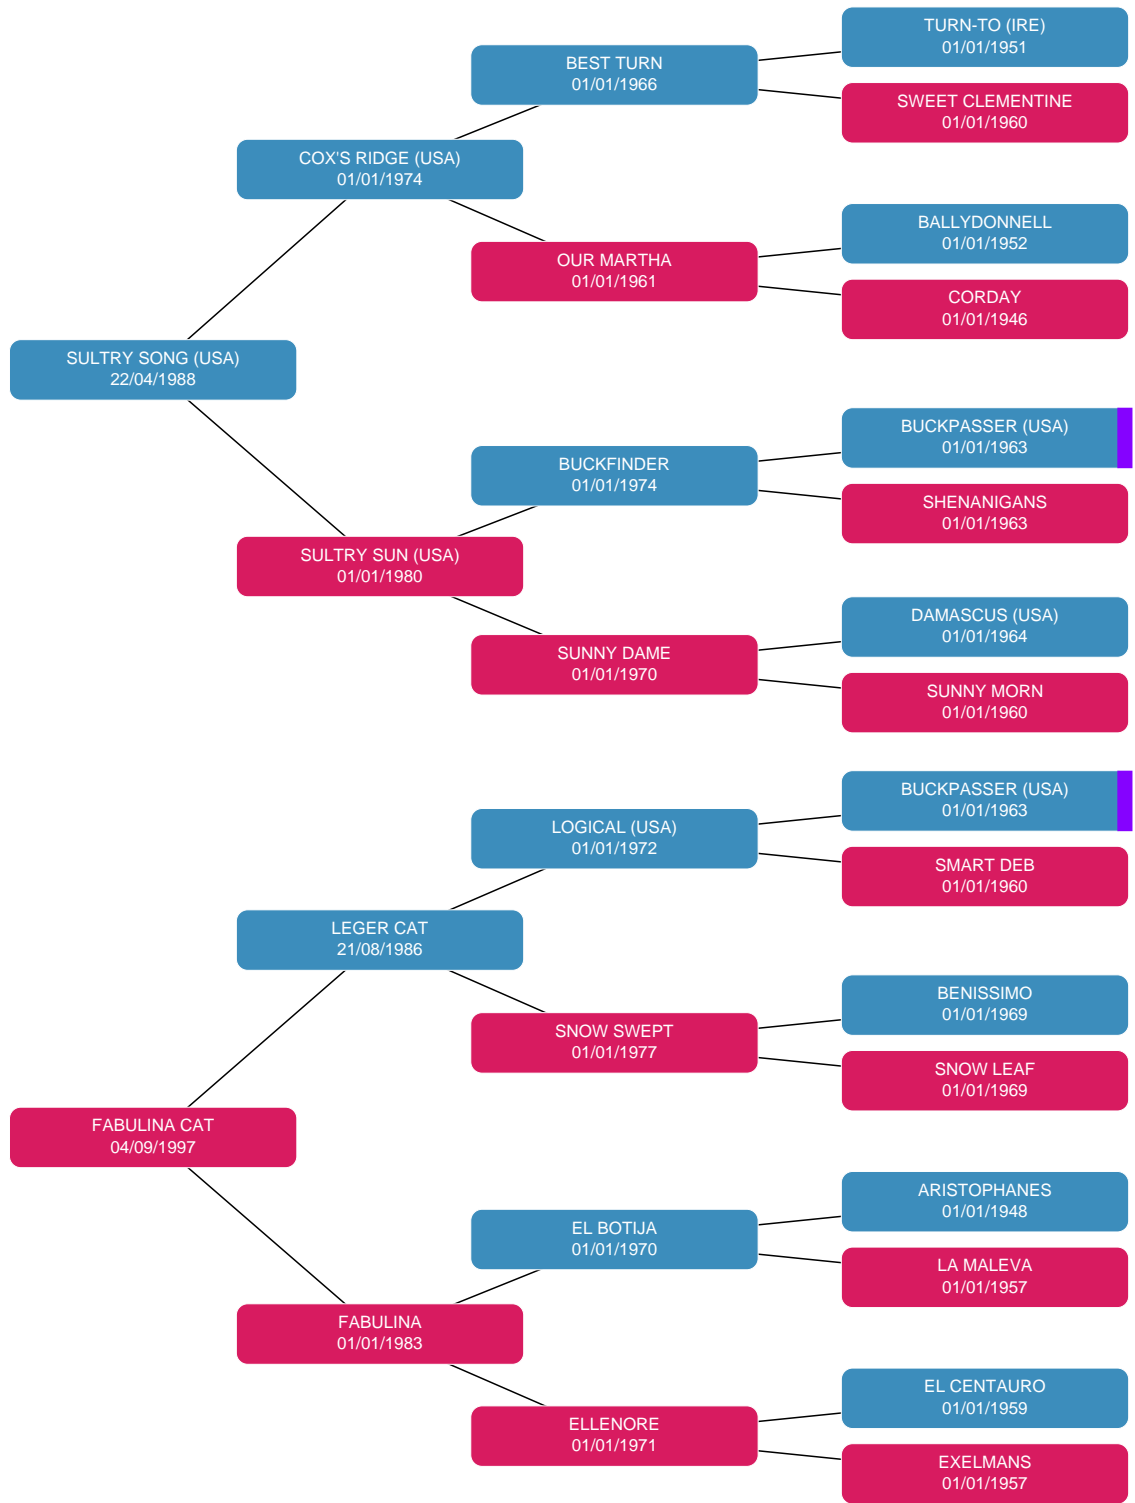 TURN-TO (IRE)
01/01/1951
BEST TURN
01/01/1966
SWEET CLEMENTINE
01/01/1960
COX'S RIDGE (USA)
01/01/1974
BALLYDONNELL
01/01/1952
OUR MARTHA
01/01/1961
CORDAY
01/01/1946
SULTRY SONG (USA)
22/04/1988
BUCKPASSER (USA)
01/01/1963
BUCKFINDER
01/01/1974
SHENANIGANS
01/01/1963
SULTRY SUN (USA)
01/01/1980
DAMASCUS (USA)
01/01/1964
SUNNY DAME
01/01/1970
SUNNY MORN
01/01/1960
BUCKPASSER (USA)
01/01/1963
LOGICAL (USA)
01/01/1972
SMART DEB
01/01/1960
LEGER CAT
21/08/1986
BENISSIMO
01/01/1969
SNOW SWEPT
01/01/1977
SNOW LEAF
01/01/1969
FABULINA CAT
04/09/1997
ARISTOPHANES
01/01/1948
EL BOTIJA
01/01/1970
LA MALEVA
01/01/1957
FABULINA
01/01/1983
EL CENTAURO
01/01/1959
ELLENORE
01/01/1971
EXELMANS
01/01/1957